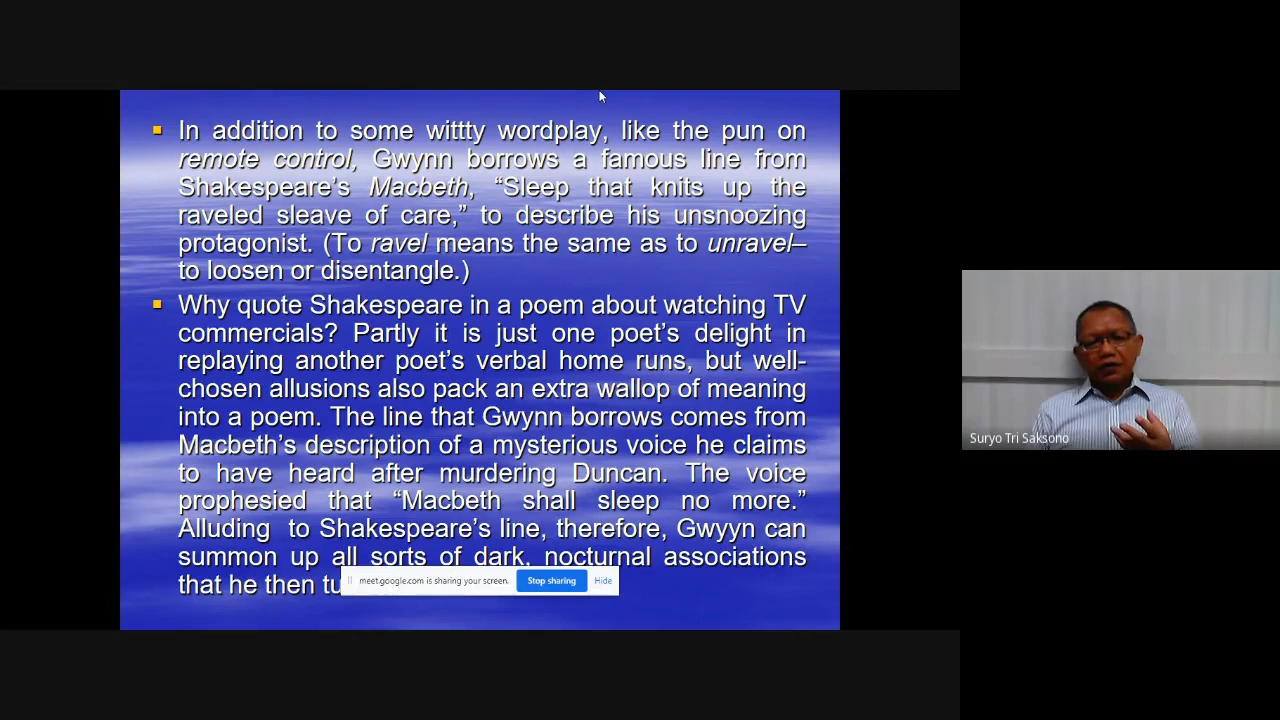 In addition to some wittty wordplay, like the pun on
remote control, Gwynn borrows a famous line from
Shakespeare's Macbeth, “Sleep that knits up the
raveled sleave of care,” to describe his unsnoozing
protagonist. (To ravel means the same as to unravel–
to loosen or disentangle.)
Why quote Shakespeare in a poem about watching TV
commercials? Partly it is just one poet's delight in
replaying another poet's verbal home runs, but well-
chosen allusions also pack an extra wallop of meaning
into a poem. The line that Gwynn borrows comes from
Macbeth's description of a mysterious voice he claims
to have heard after murdering Duncan. The voice
prophesied that “Macbeth shall sleep no more.”
Alluding to Shakespeare's line, therefore, Gwyyn can
summon up all sorts of dark, nocturnal associations
that he then
meet.google.com is sharing your screen. Stop sharing Hide
Suryo Tri Saksono